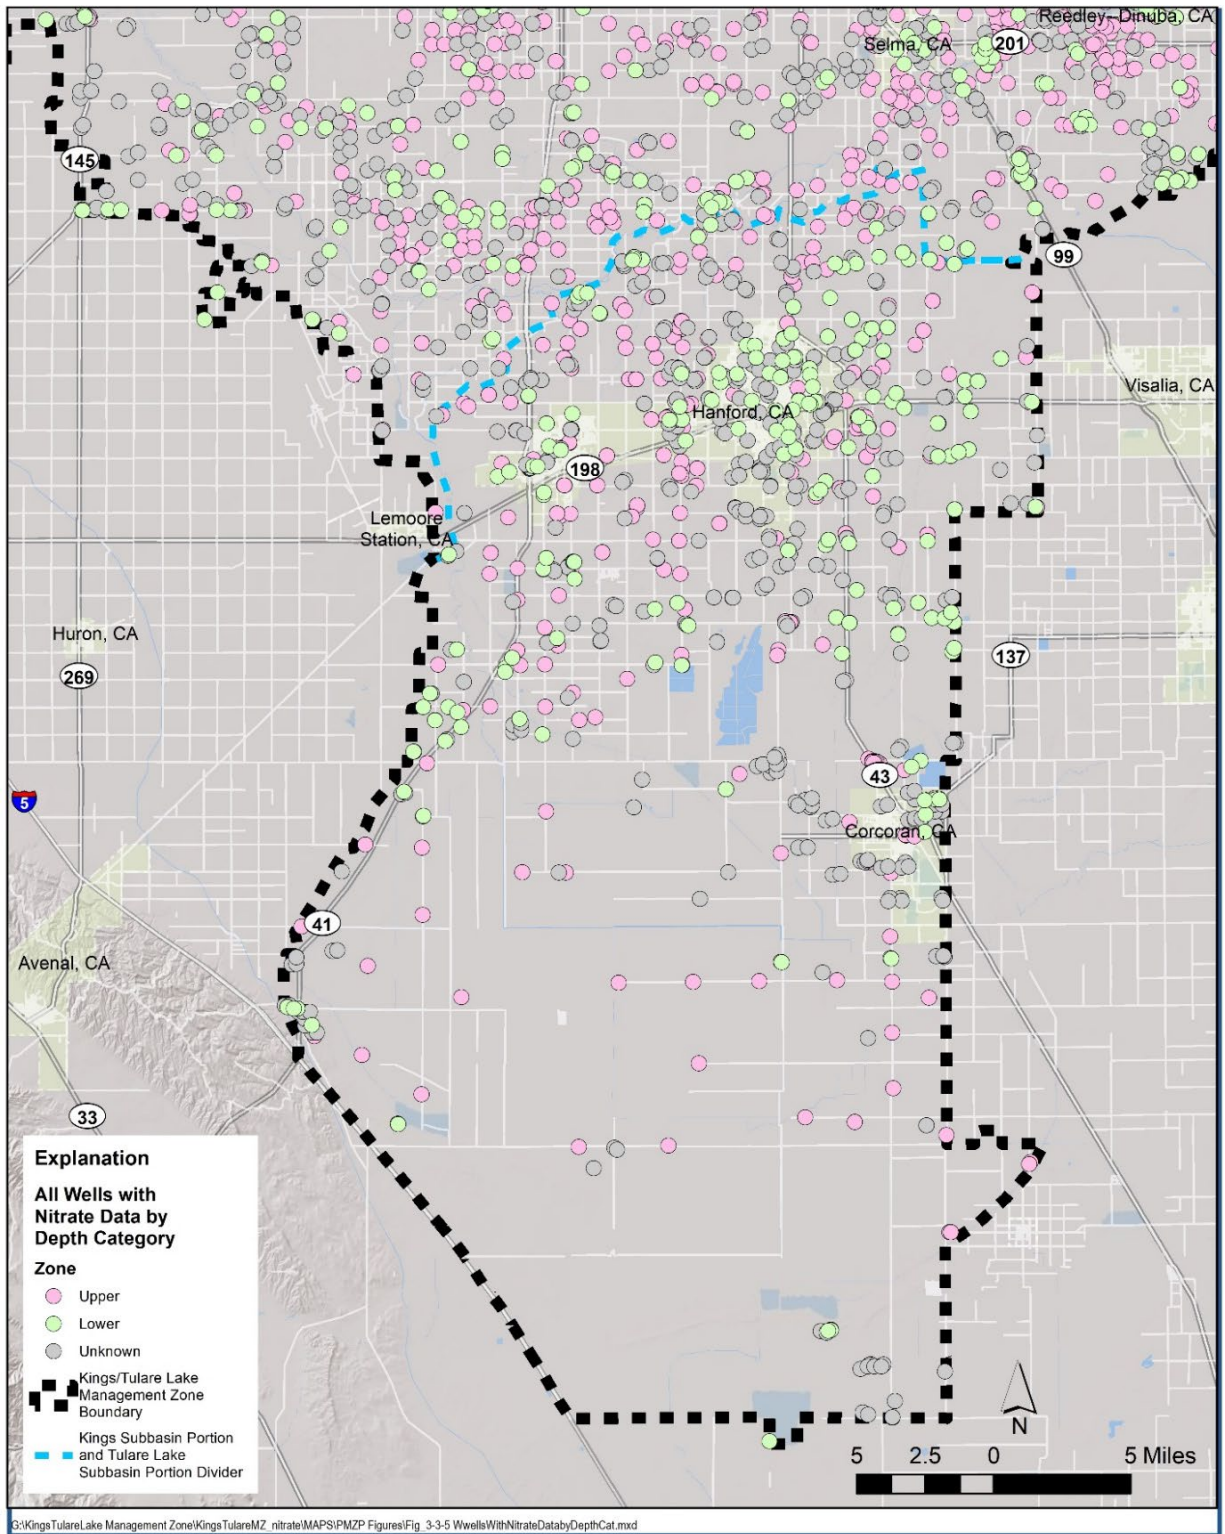 Reedley--Dinuba, CA
Selma, CA
201
145
99
Visalia, CA
Hanford, CA
198
Lemoore
Station, CA
Huron, CA
137
269
43
5
Corcoran, CA
41
Avenal, CA
33
Explanation
All Wells with
Nitrate Data by
Depth Category
Zone
Upper
Lower
Unknown
Kings/Tulare Lake
Management Zone
Boundary
Kings Subbasin Portion
and Tulare Lake
Subbasin Portion Divider
N
5 2.5 0 5 Miles
G:\KingsTulareLake Management Zone\KingsTulareMZ_nitrate\MAPS\PMZP Figures\Fig_3-3-5 WwellsWithNitrateDatabyDepthCat.mxd